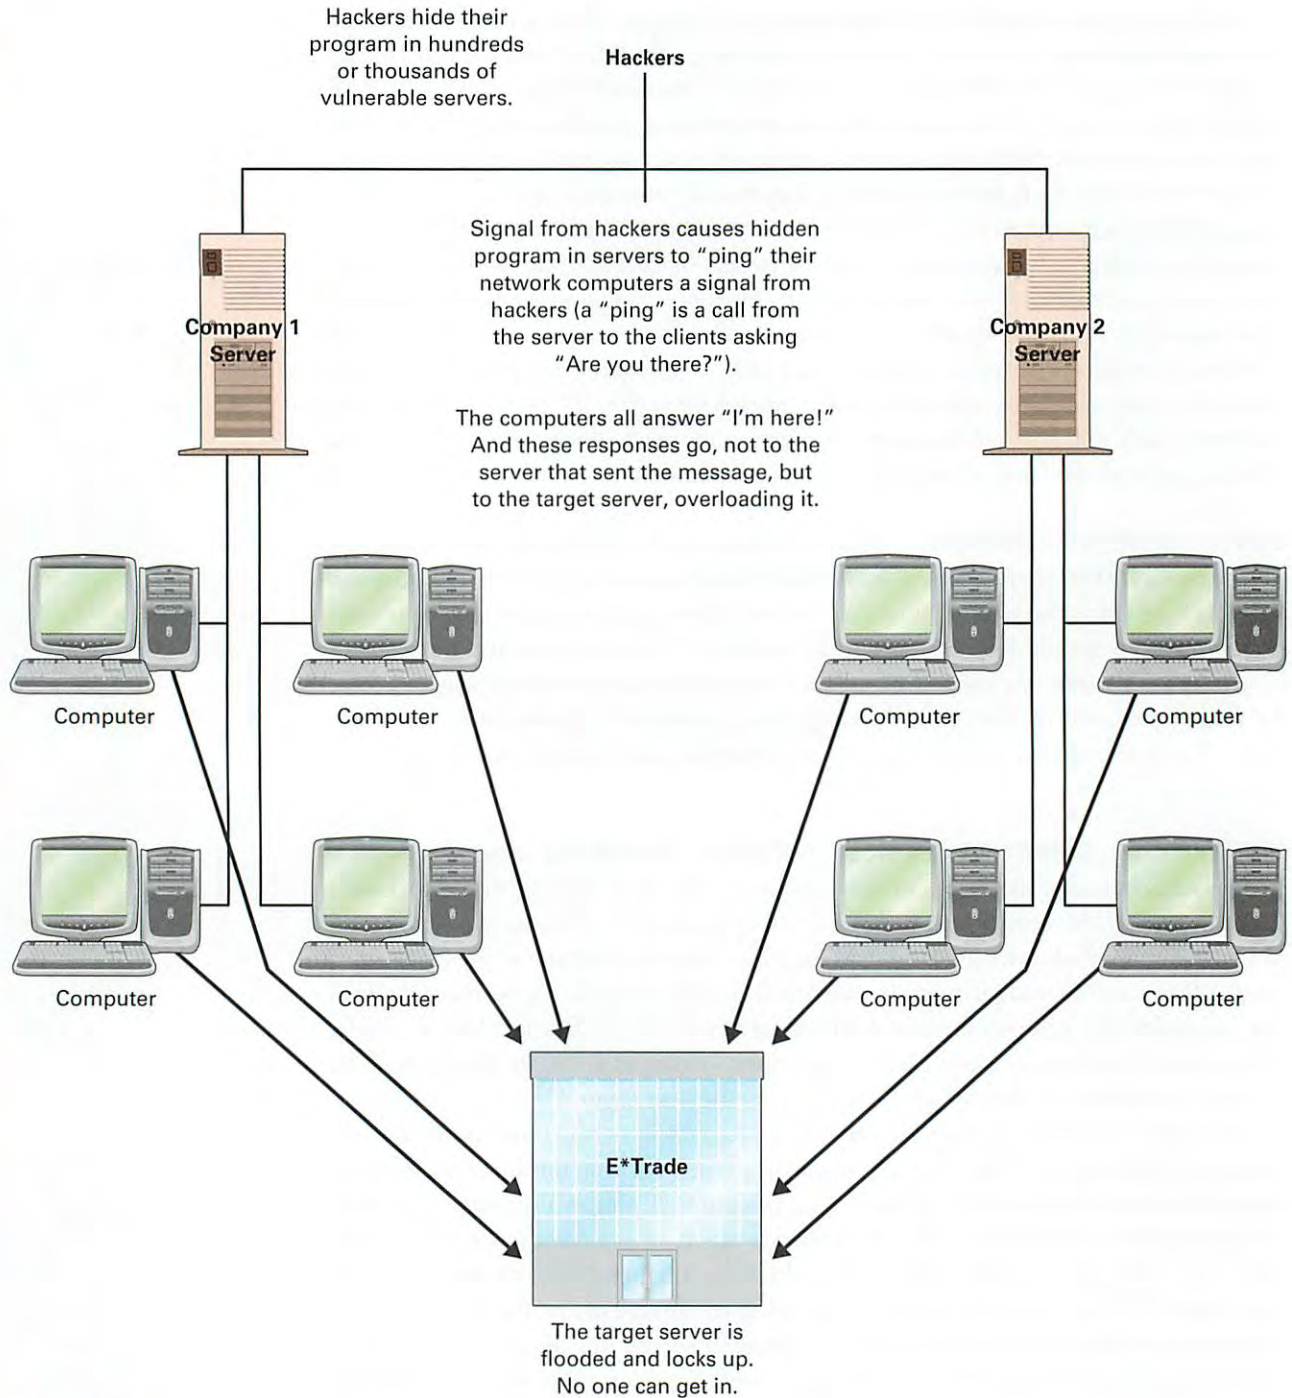 Hackers hide their
program in hundreds
or thousands of
vulnerable servers.
Hackers
Signal from hackers causes hidden
program in servers to “ping” their
network computers a signal from
hackers (a “ping” is a call from
the server to the clients asking
“Are you there?”).
The computers all answer “I’m here!”
And these responses go, not to the
server that sent the message, but
to the target server, overloading it.
Company 1
Server
Company 2
Server
Computer
Computer
Computer
Computer
Computer
Computer
Computer
Computer
E*Trade
The target server is
flooded and locks up.
No one can get in.